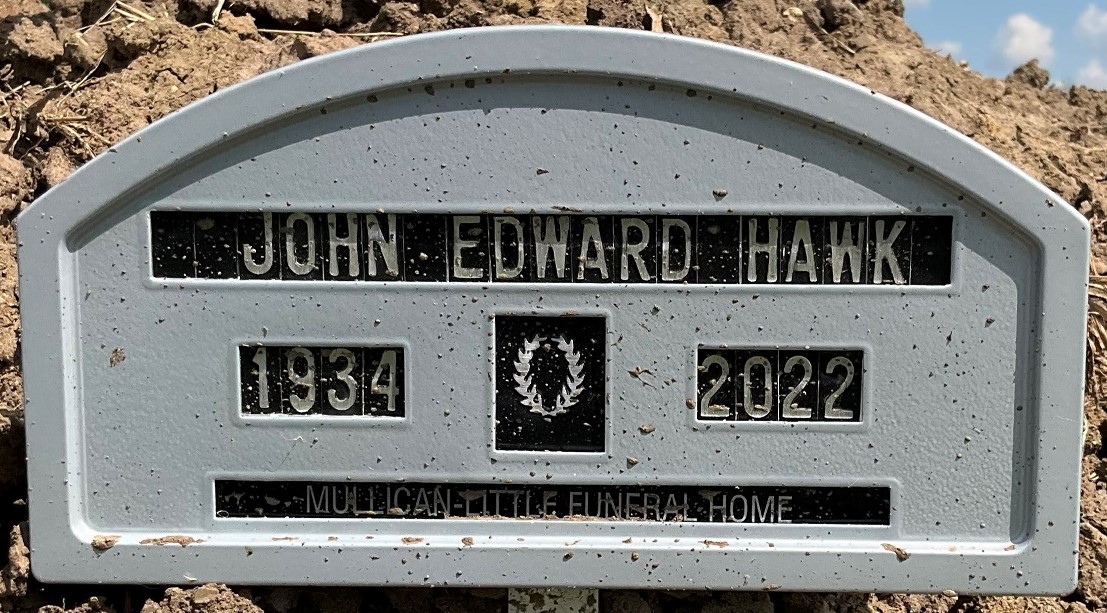 JOHN EDWARD HAWK
1934 2022
MULLICAN-LITTLE FUNERAL HOME